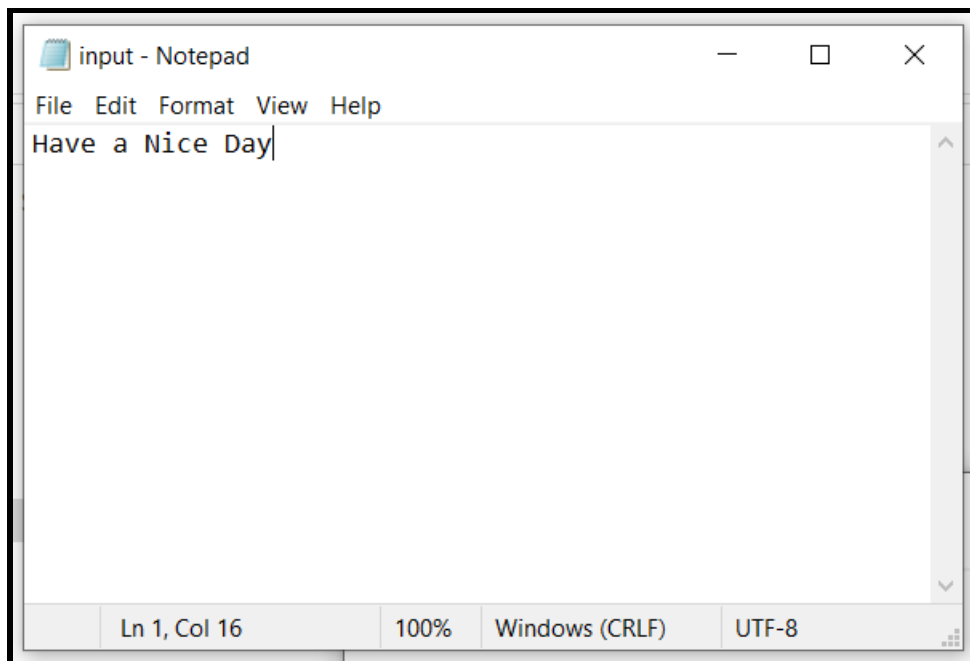 input - Notepad
File Edit Format View Help
Have a Nice Day
Ln 1, Col 16 100% Windows (CRLF) UTF-8